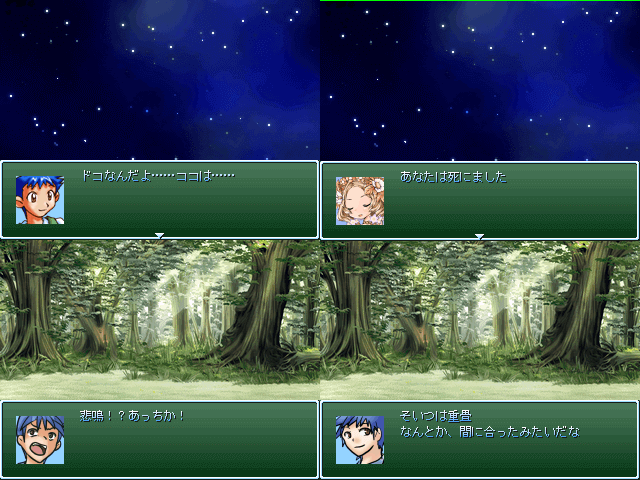 ドコなんだよ……ココは……
あなたは死にました
悲鳴！？あっちか！
そいつは重畳
なんとか、間に合ったみたいだな